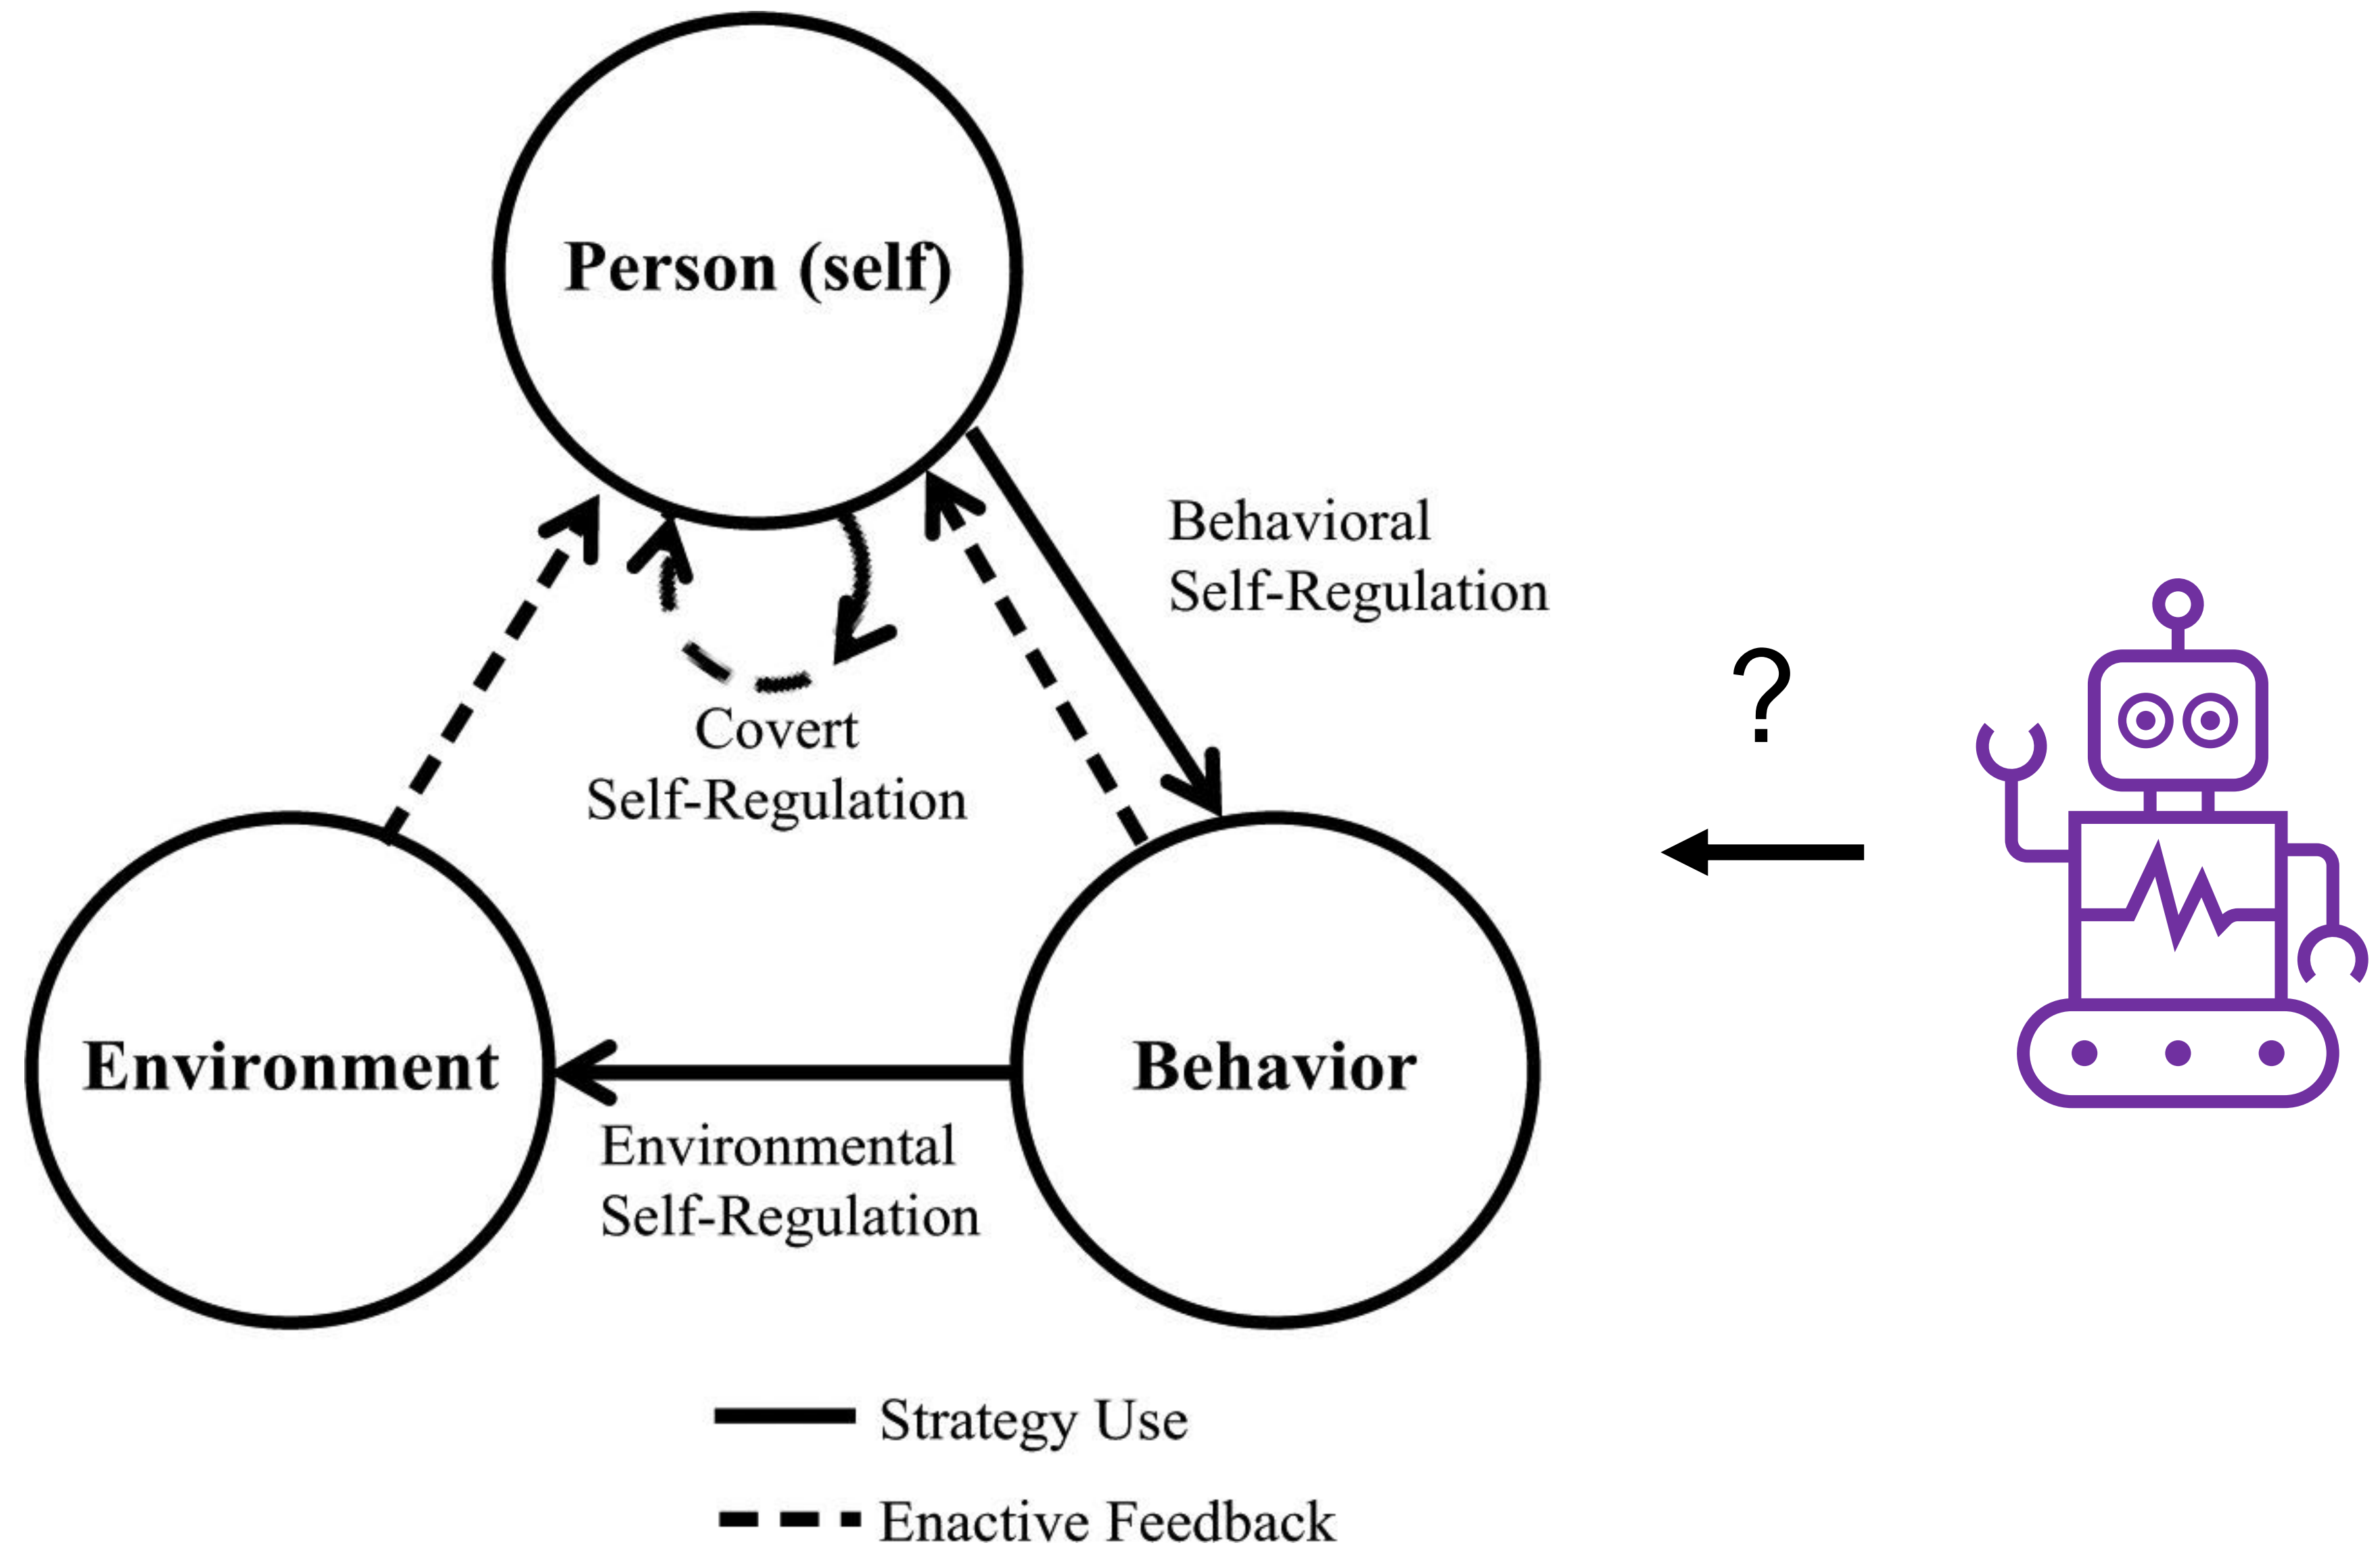 Person (self)
Behavioral
Self-Regulation
?
Covert
Self-Regulation
Environment
Behavior
Environmental
Self-Regulation
Strategy Use
Enactive Feedback